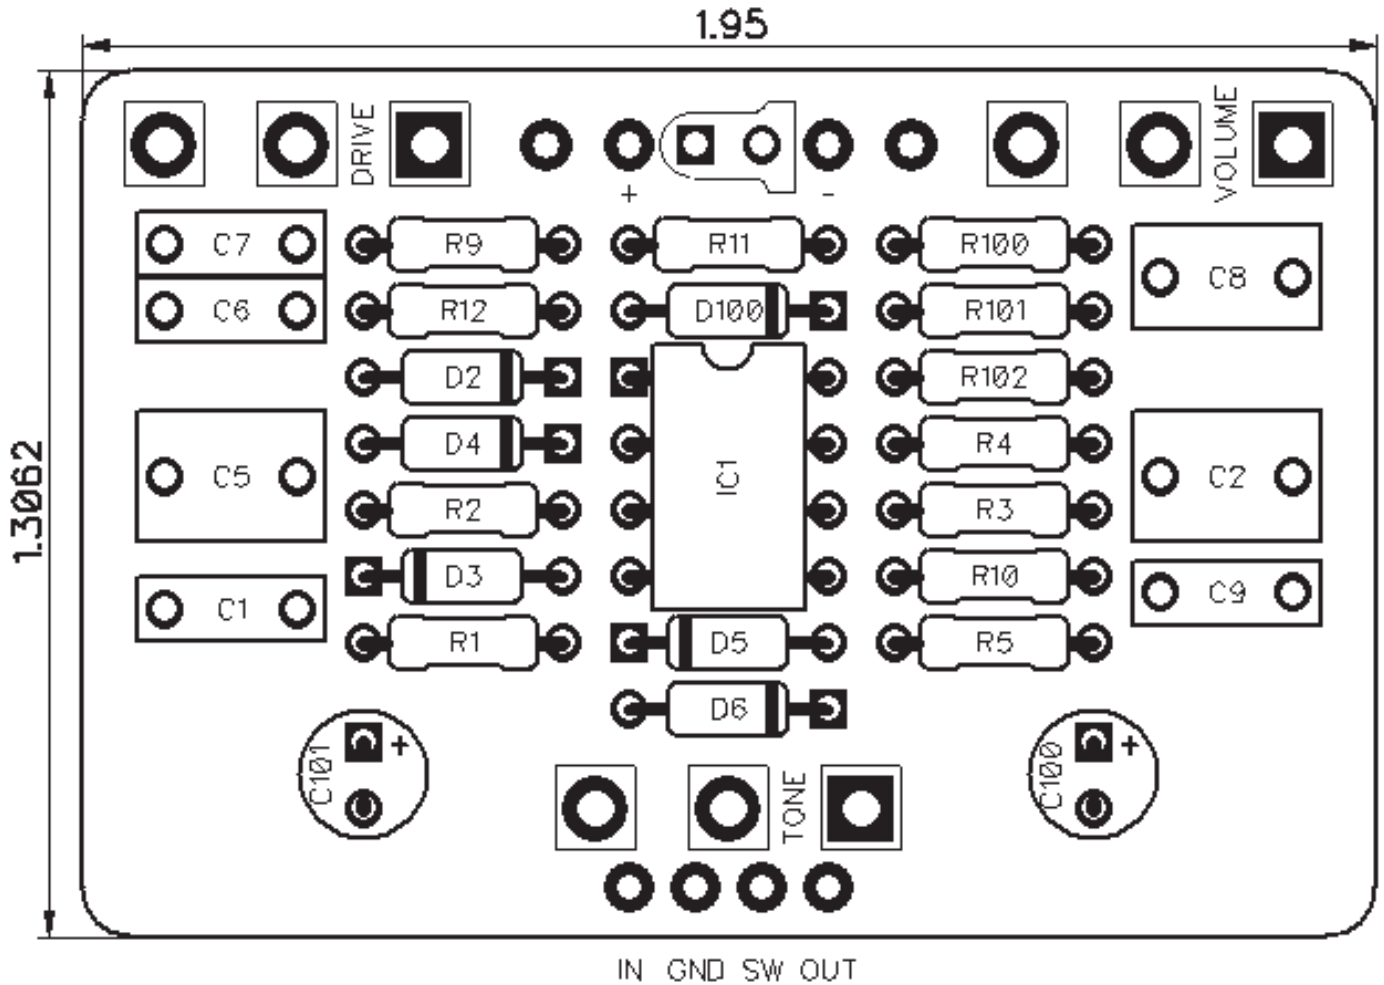 1.95
DRIVE
VOLUME
+ -
C7 R9 R11 R100 C8
C6 R12 D100 R101
D2 R102
D4 R4
C5 IC1 C2
R2 R3
D3 R10 C9
C1
R1 D5 R5
D6
1.3062
C101 + C100 +
TONE
IN GND SW OUT